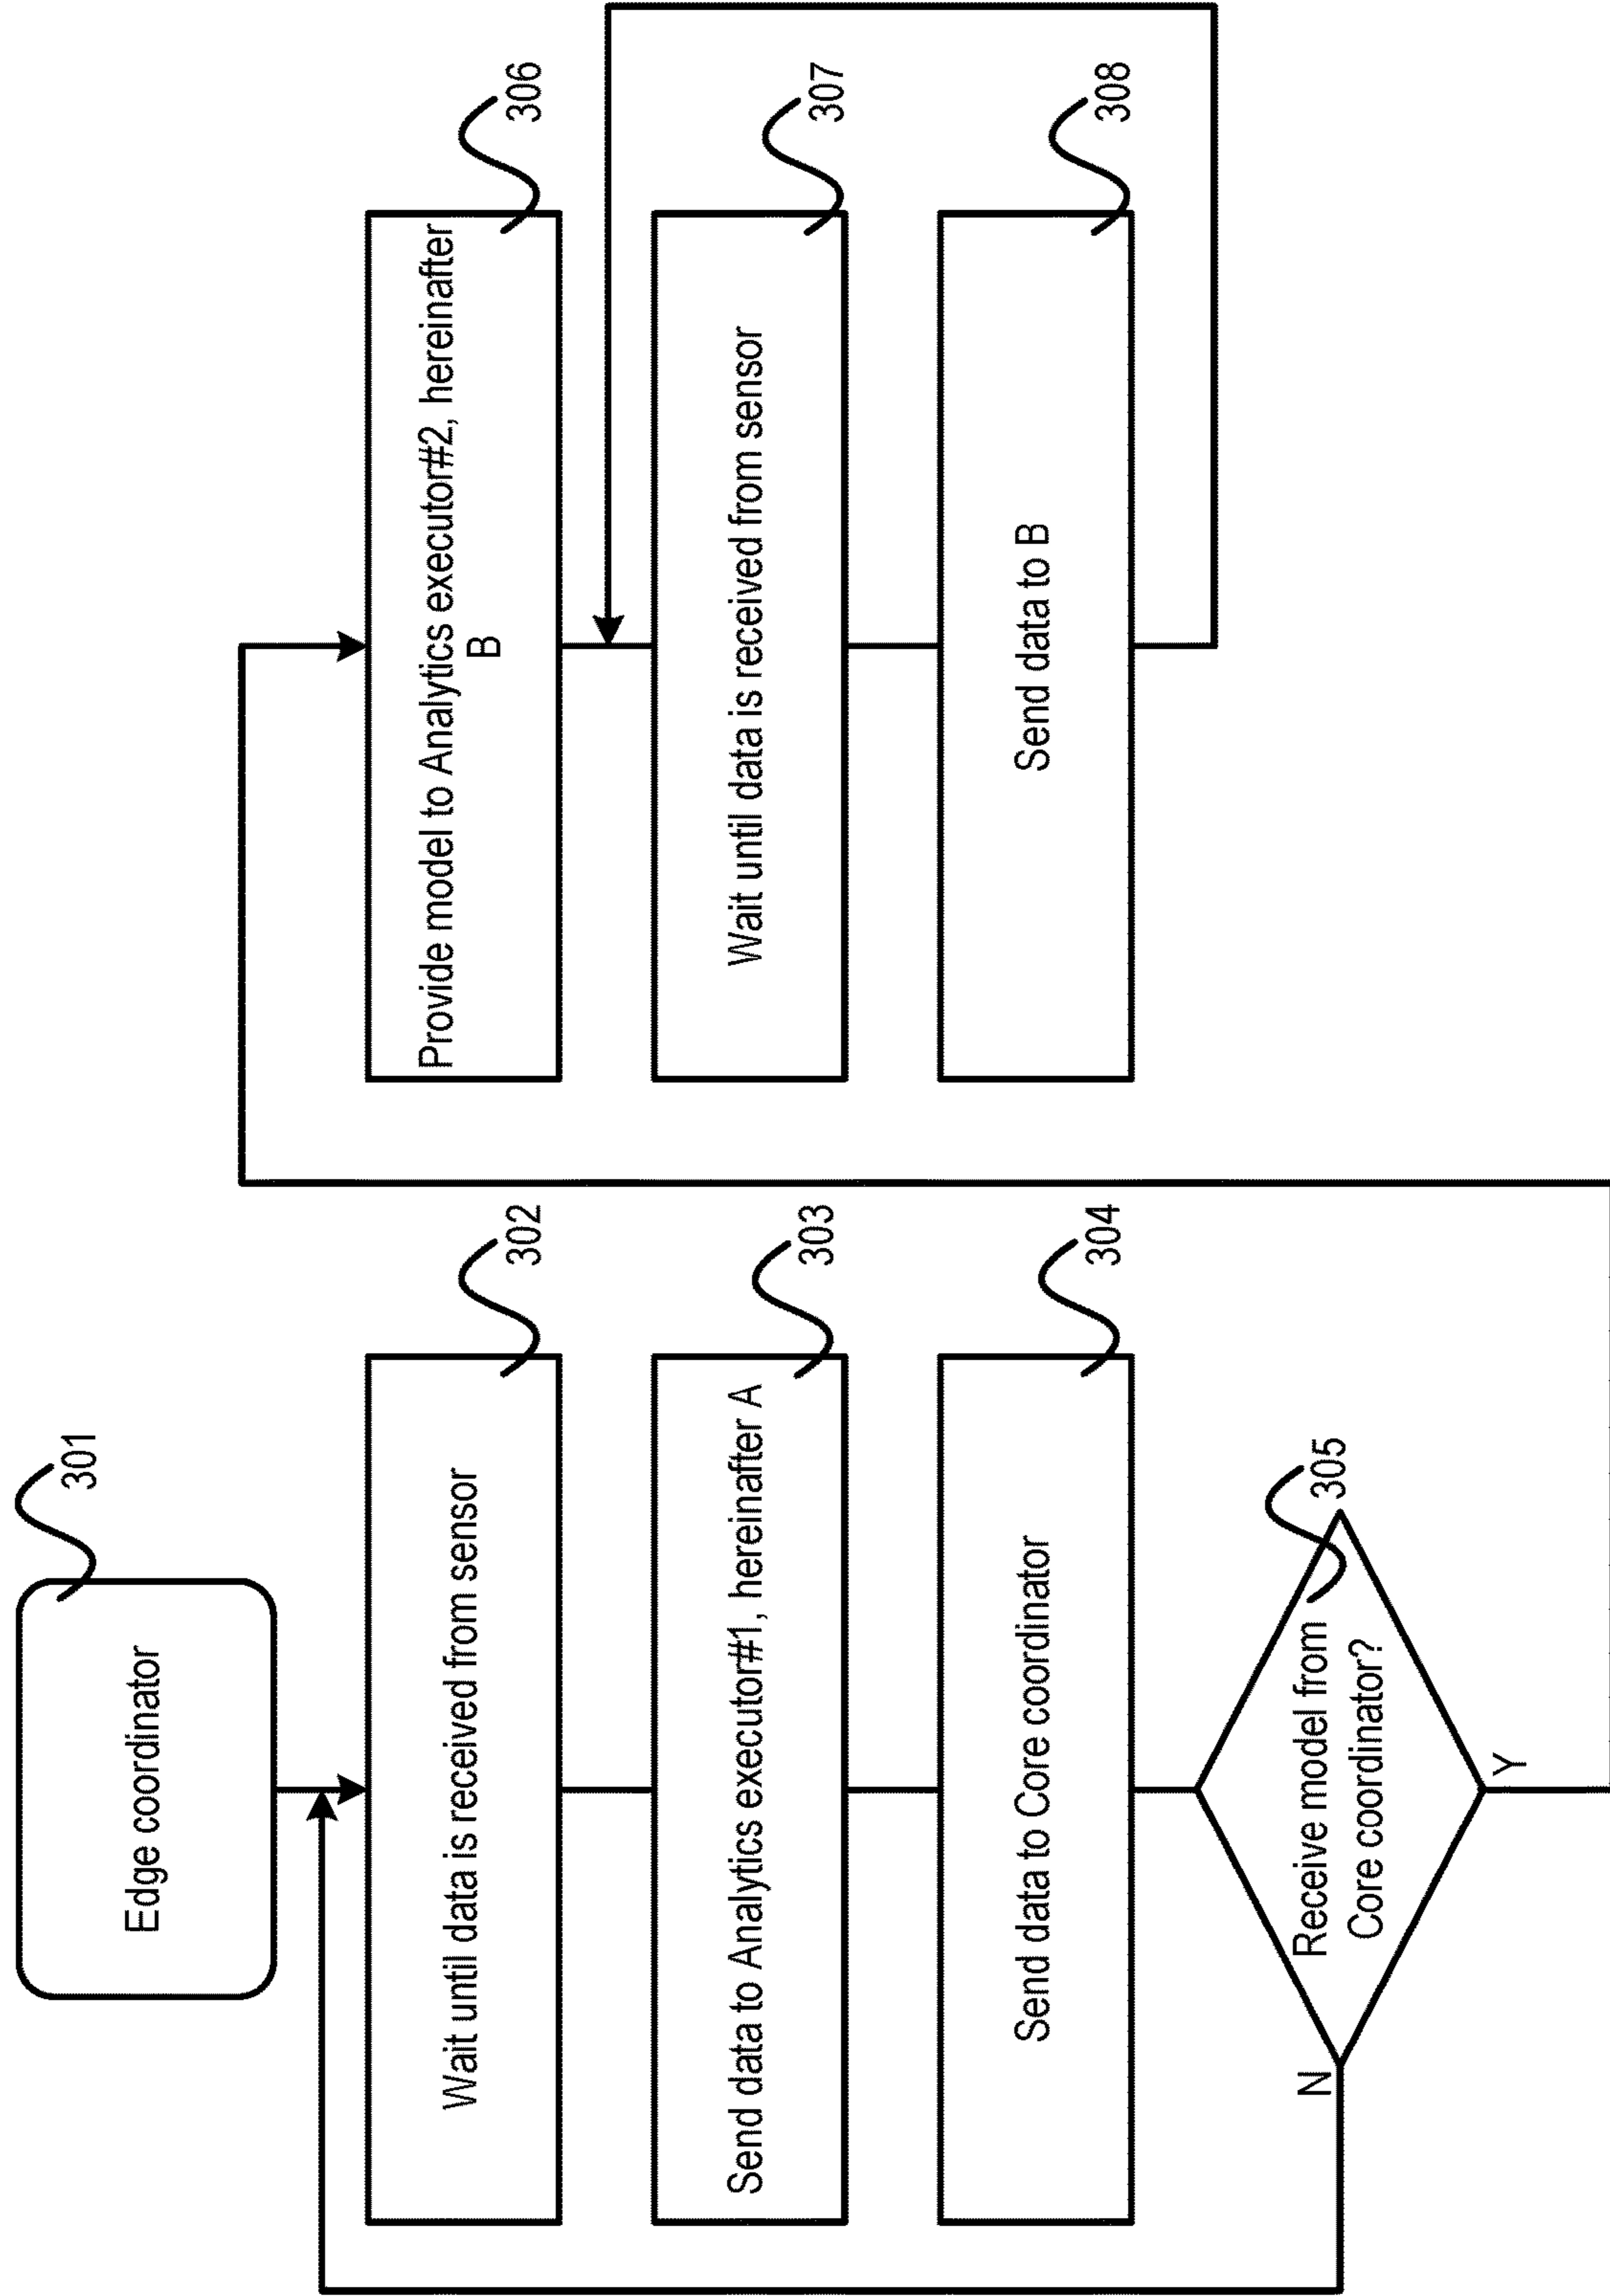 Edge coordinator
301
Wait until data is received from sensor
302
Send data to Analytics executor#1, hereinafter A
303
Send data to Core coordinator
304
Receive model from
Core coordinator?
305
N
Y
Provide model to Analytics executor#2, hereinafter
B
306
Wait until data is received from sensor
307
Send data to B
308